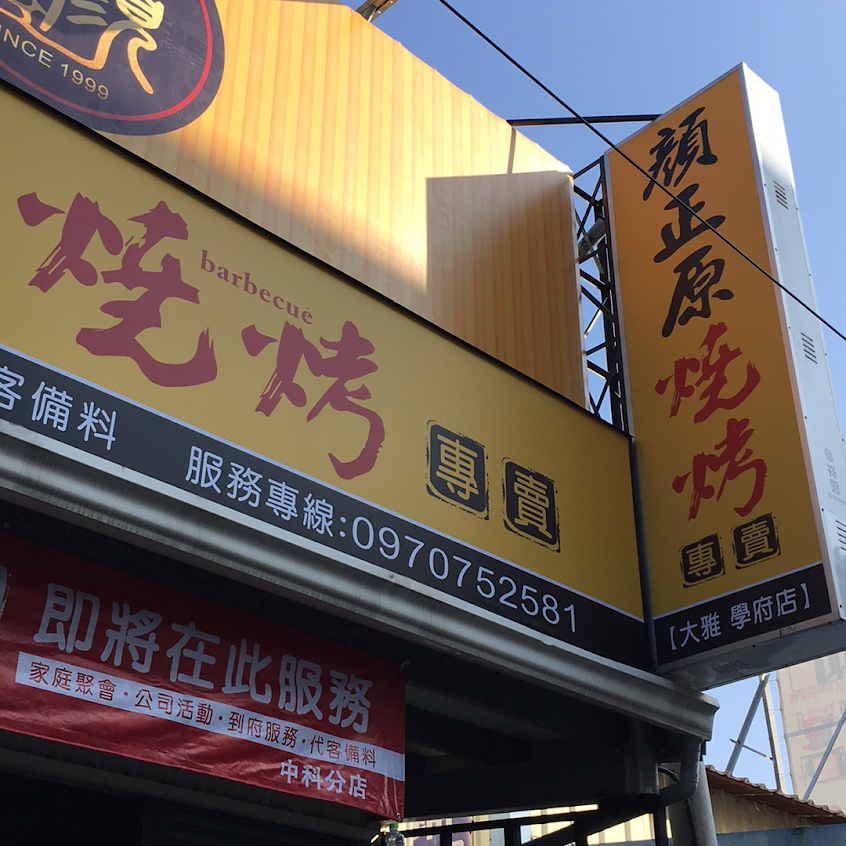 SINCE 1999
燒烤
barbecue
專賣
客備料 服務專線:0970752581
顏正原
燒烤
專賣
【大雅 學府店】
即將在此服務
家庭聚會·公司活動·到府服務·代客備料
中科分店